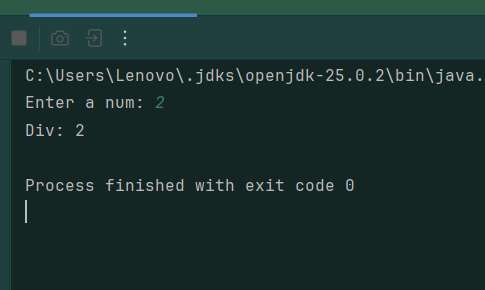 C:\Users\Lenovo\.jdks\openjdk-25.0.2\bin\java.
Enter a num: 2
Div: 2
Process finished with exit code 0